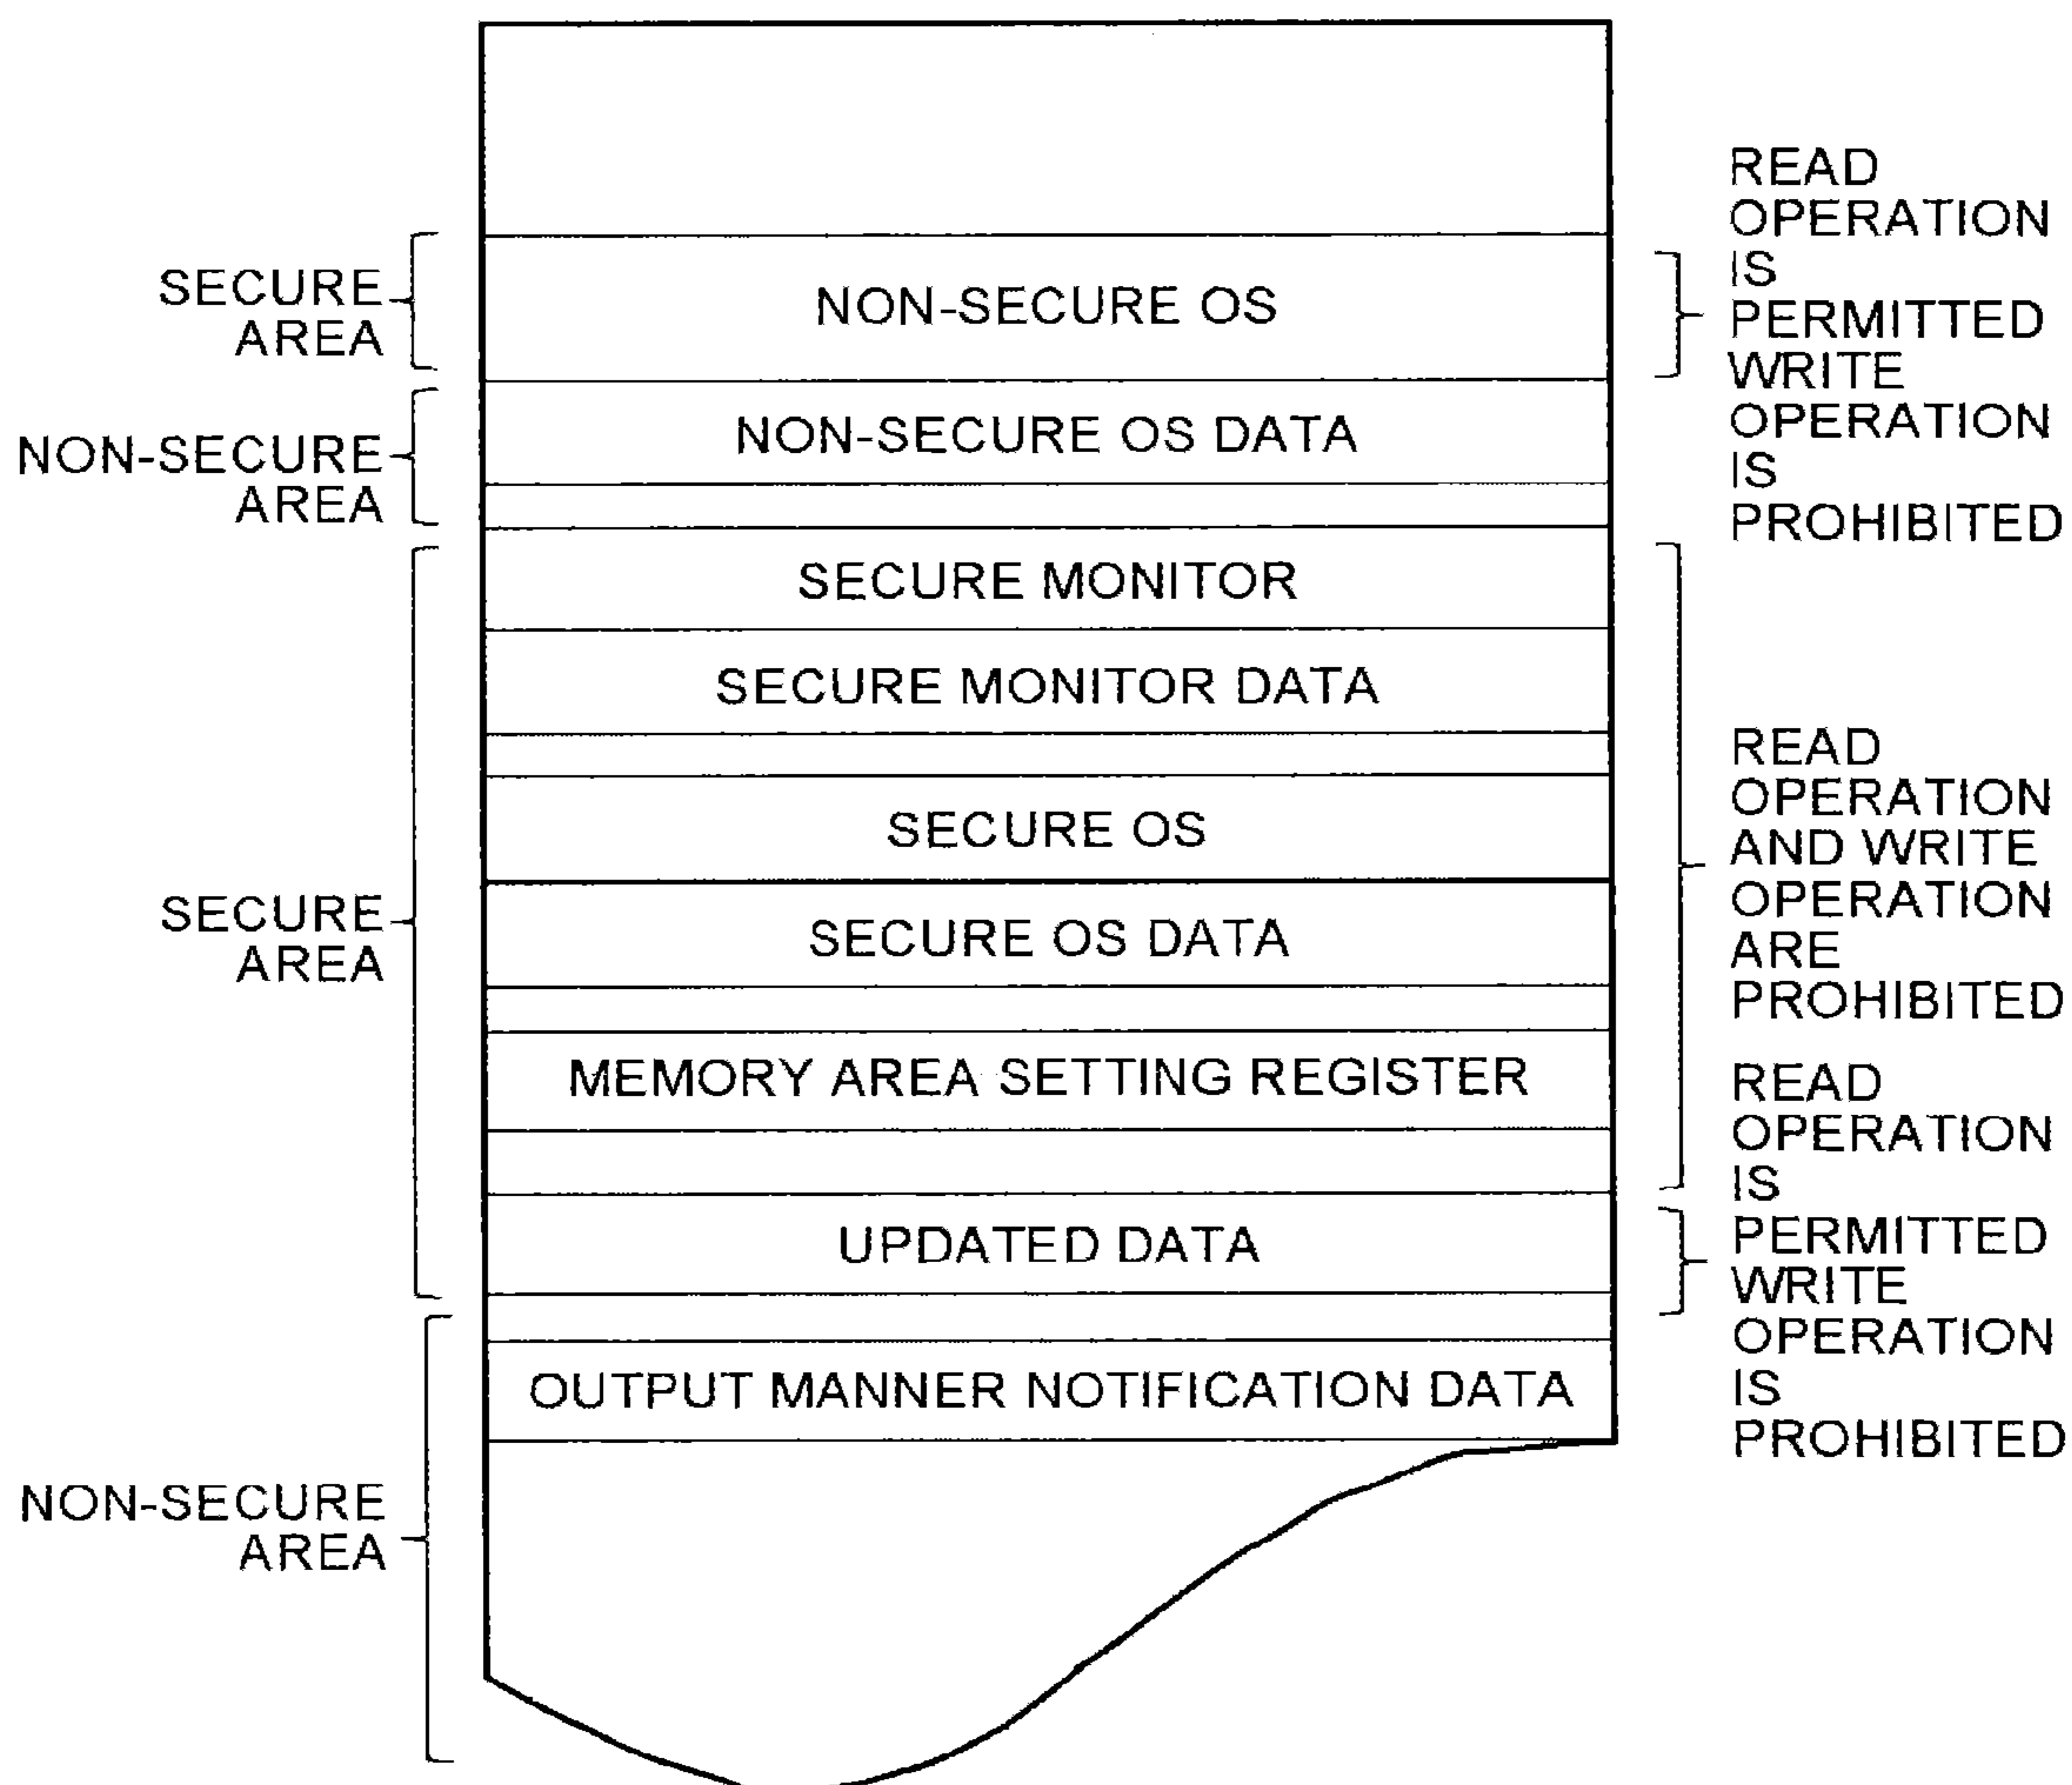 SECURE
AREA
NON-SECURE OS
READ
OPERATION
IS
PERMITTED
WRITE
OPERATION
IS
PROHIBITED
NON-SECURE
AREA
NON-SECURE OS DATA
SECURE MONITOR
SECURE MONITOR DATA
SECURE OS
SECURE
AREA
SECURE OS DATA
READ
OPERATION
AND WRITE
OPERATION
ARE
PROHIBITED
MEMORY AREA SETTING REGISTER
UPDATED DATA
READ
OPERATION
IS
PERMITTED
WRITE
OPERATION
IS
PROHIBITED
OUTPUT MANNER NOTIFICATION DATA
NON-SECURE
AREA